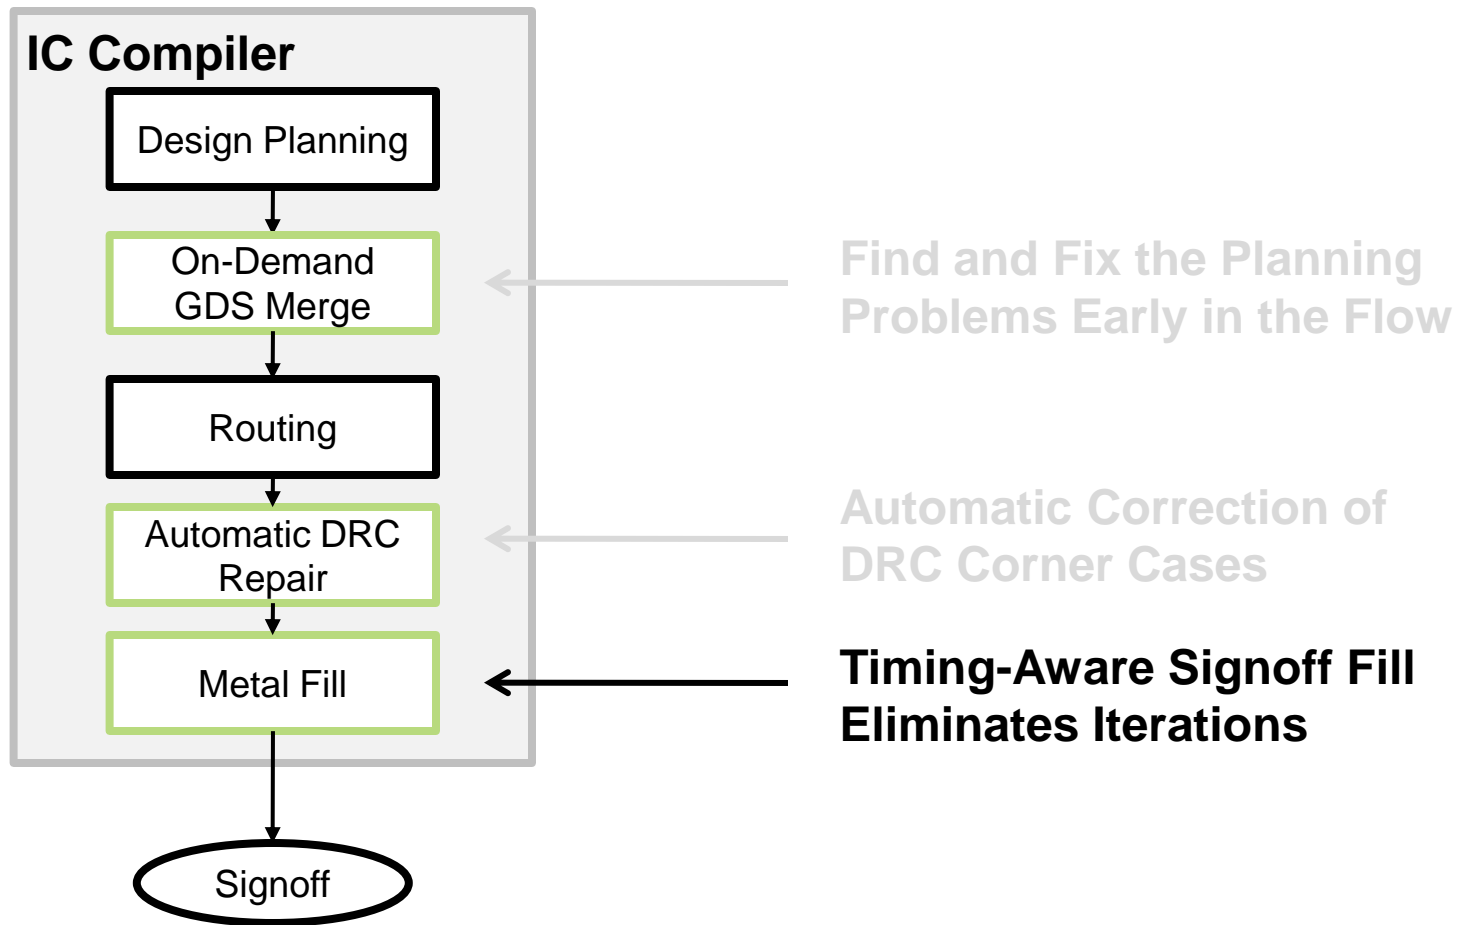 IC Compiler
Design Planning
On-Demand
GDS Merge
Find and Fix the Planning
Problems Early in the Flow
Routing
Automatic DRC
Repair
Automatic Correction of
DRC Corner Cases
Metal Fill
Timing-Aware Signoff Fill
Eliminates Iterations
Signoff